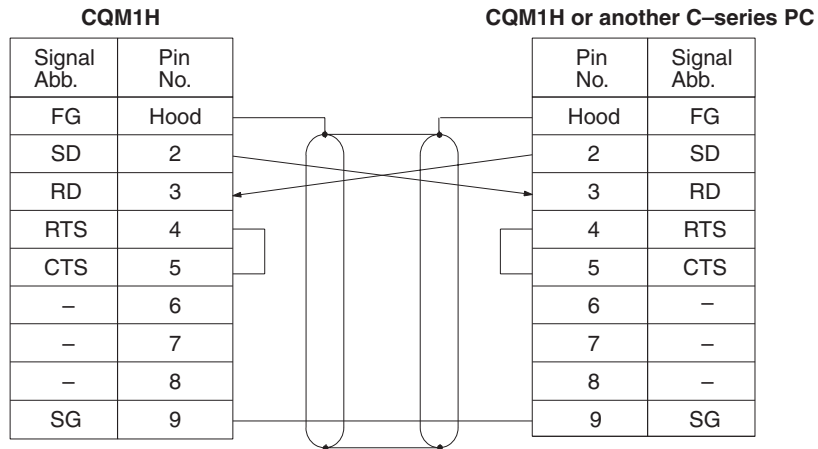 CQM1H
CQM1H or another C–series PC
Signal Abb. Pin No.
FG Hood
SD 2
RD 3
RTS 4
CTS 5
– 6
– 7
– 8
SG 9
Pin No. Signal Abb.
Hood FG
2 SD
3 RD
4 RTS
5 CTS
6 –
7 –
8 –
9 SG